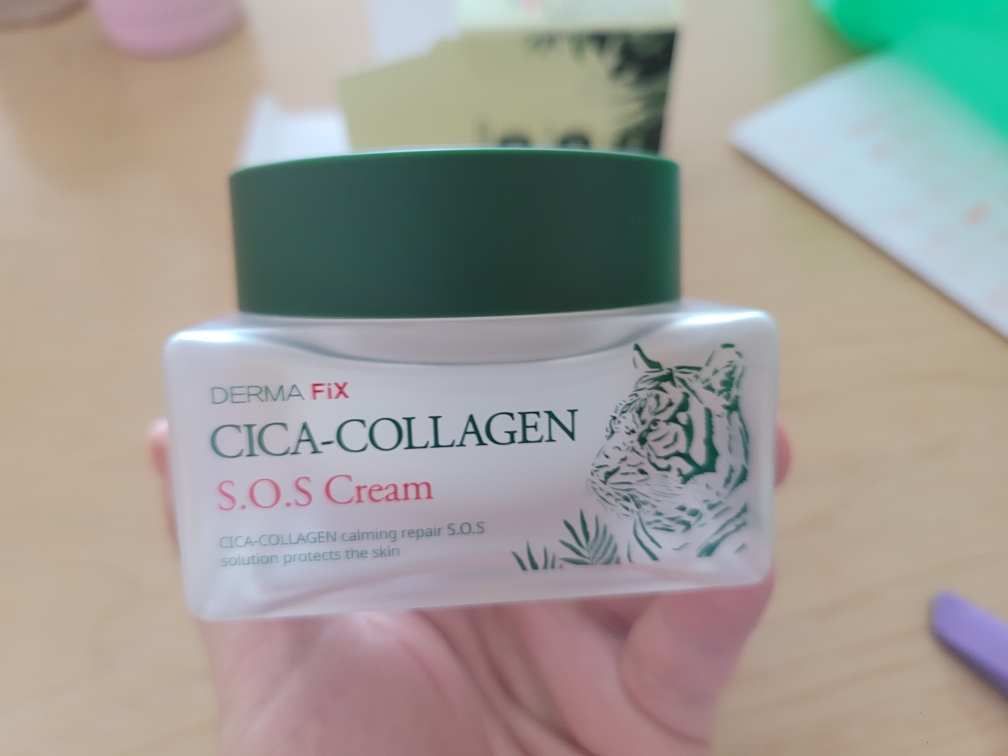 DERMA FiX
CICA-COLLAGEN
S.O.S Cream
CICA-COLLAGEN calming repair S.O.S
solution protects the skin